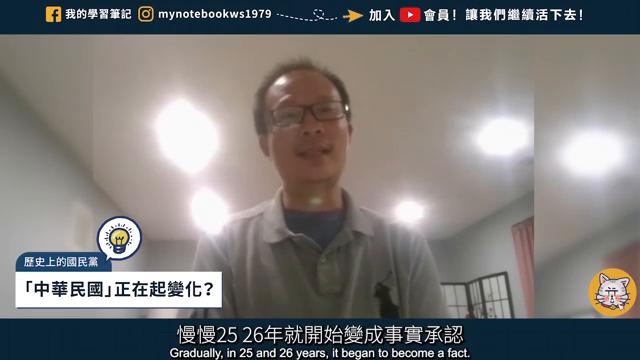 我的學習筆記 mynotebookws1979 加入 會員！讓我們繼續活下去！
歷史上的國民黨
「中華民國」正在起變化？
慢慢25 26年就開始變成事實承認
Gradually, in 25 and 26 years, it began to become a fact.